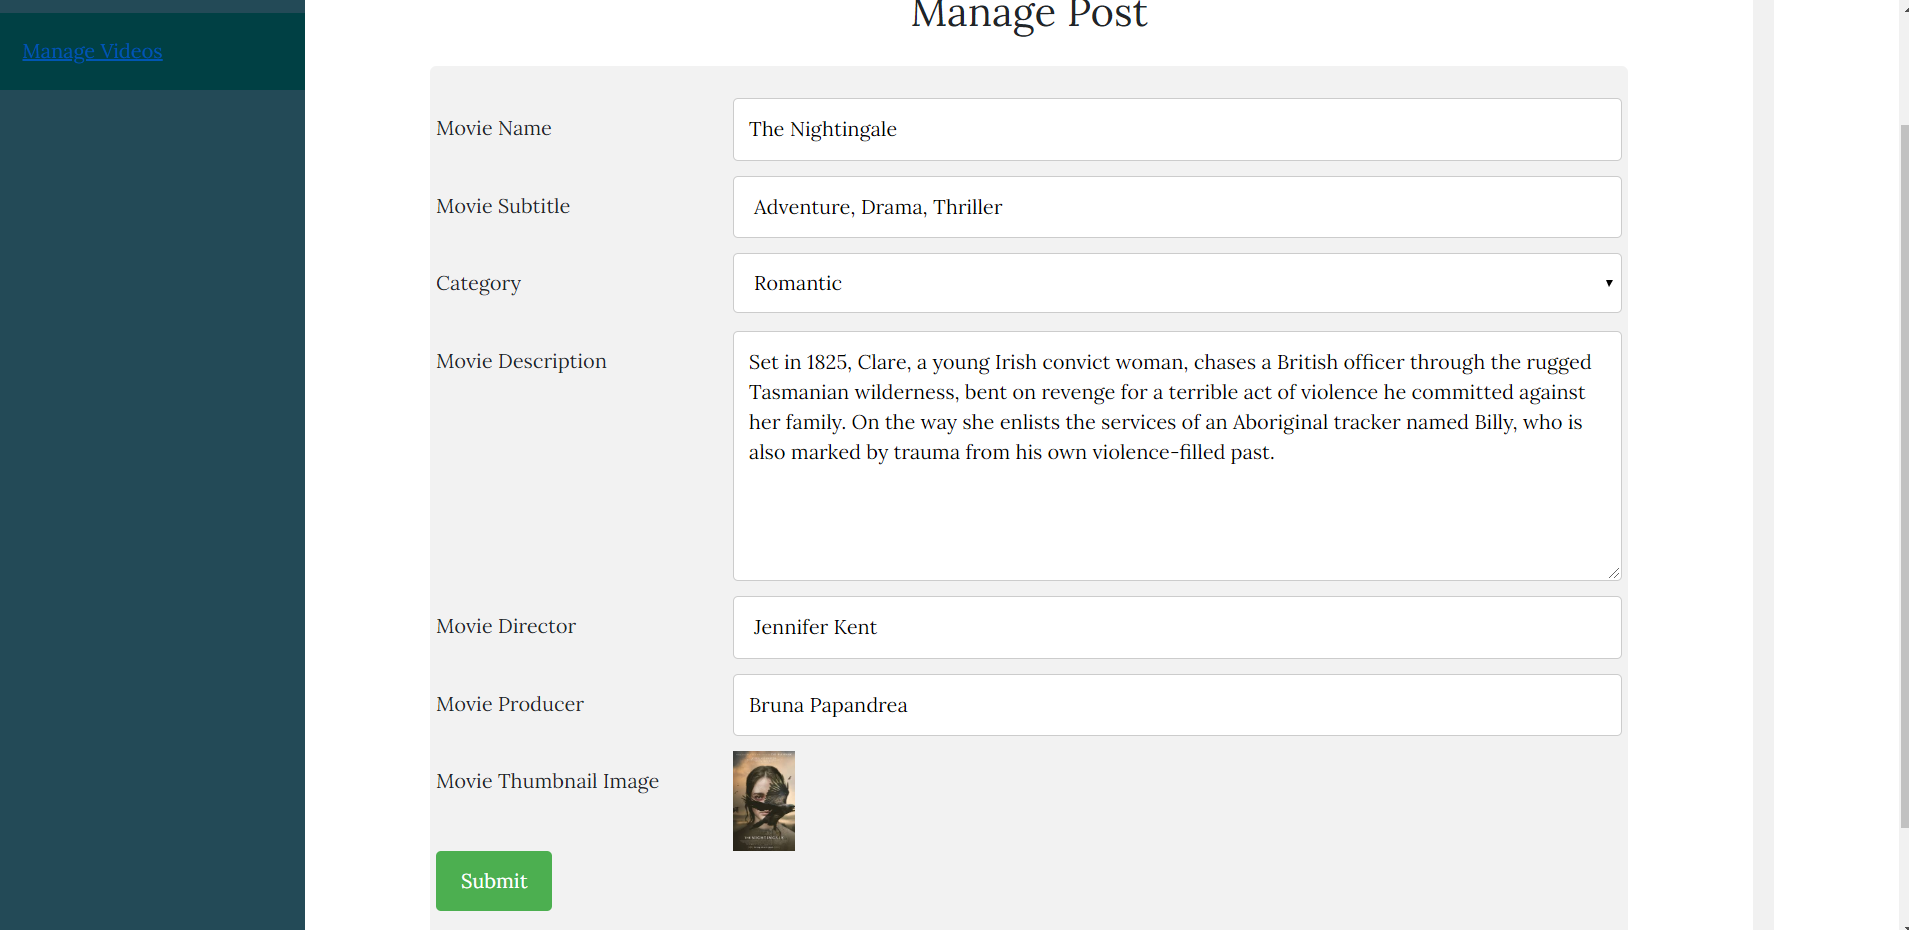 Manage Post
Manage Videos
Movie Name
The Nightingale
Movie Subtitle
Adventure, Drama, Thriller
Category
Romantic
Movie Description
Set in 1825, Clare, a young Irish convict woman, chases a British officer through the rugged
Tasmanian wilderness, bent on revenge for a terrible act of violence he committed against
her family. On the way she enlists the services of an Aboriginal tracker named Billy, who is
also marked by trauma from his own violence-filled past.
Movie Director
Jennifer Kent
Movie Producer
Bruna Papandrea
Movie Thumbnail Image
Submit